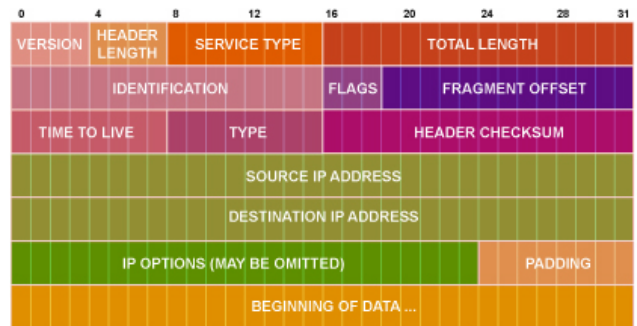 0 4 8 12 16 20 24 28 31
VERSION HEADER LENGTH SERVICE TYPE TOTAL LENGTH
IDENTIFICATION FLAGS FRAGMENT OFFSET
TIME TO LIVE TYPE HEADER CHECKSUM
SOURCE IP ADDRESS
DESTINATION IP ADDRESS
IP OPTIONS (MAY BE OMITTED) PADDING
BEGINNING OF DATA ...